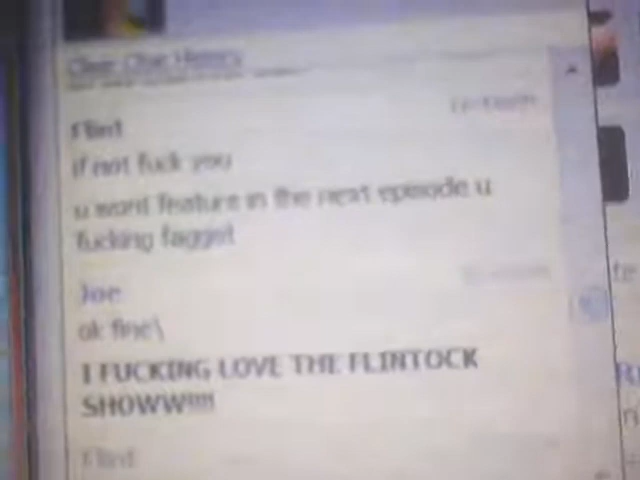 Clear Chat History
Flint
if not fuck you
u wont feature in the next episode u
fucking faggot
Joe
ok fine\
I FUCKING LOVE THE FLINTOCK
SHOWW!!!!
Flint